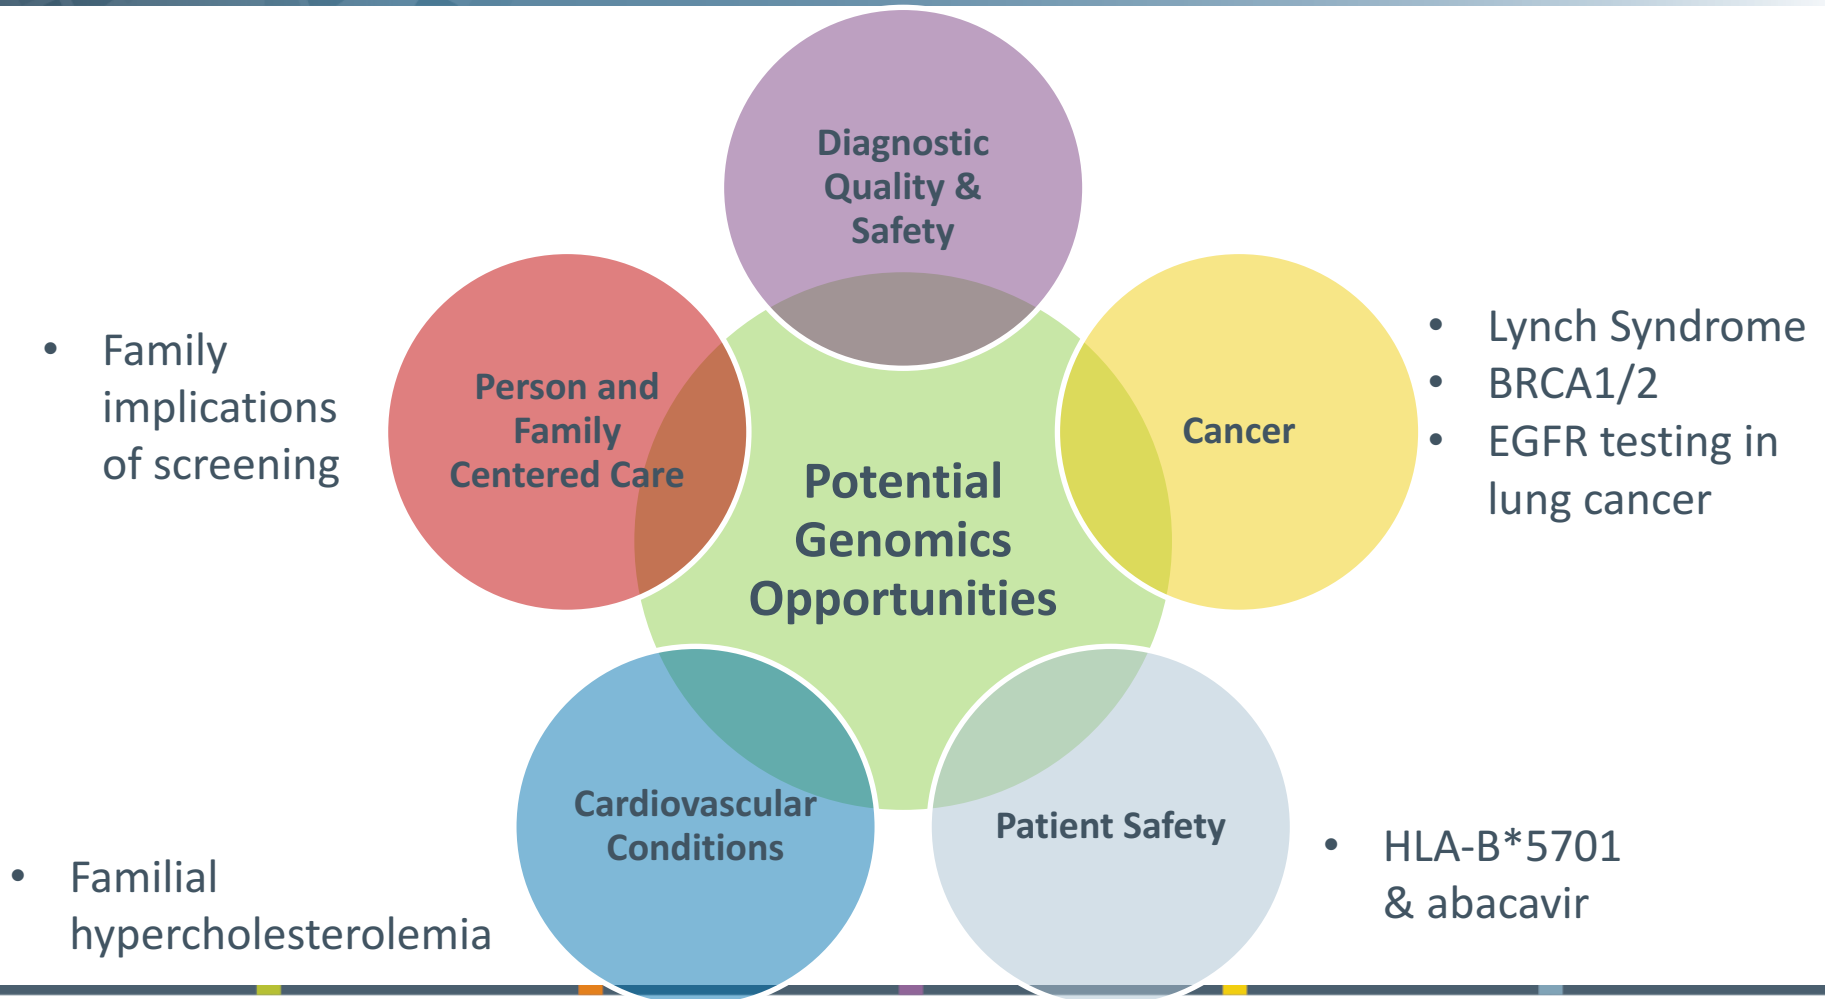 Diagnostic
Quality &
Safety
• Family
implications
of screening
Person and
Family
Centered Care
Cancer
• Lynch Syndrome
• BRCA1/2
• EGFR testing in
lung cancer
Potential
Genomics
Opportunities
Cardiovascular
Conditions
• Familial
hypercholesterolemia
Patient Safety
• HLA-B*5701
& abacavir